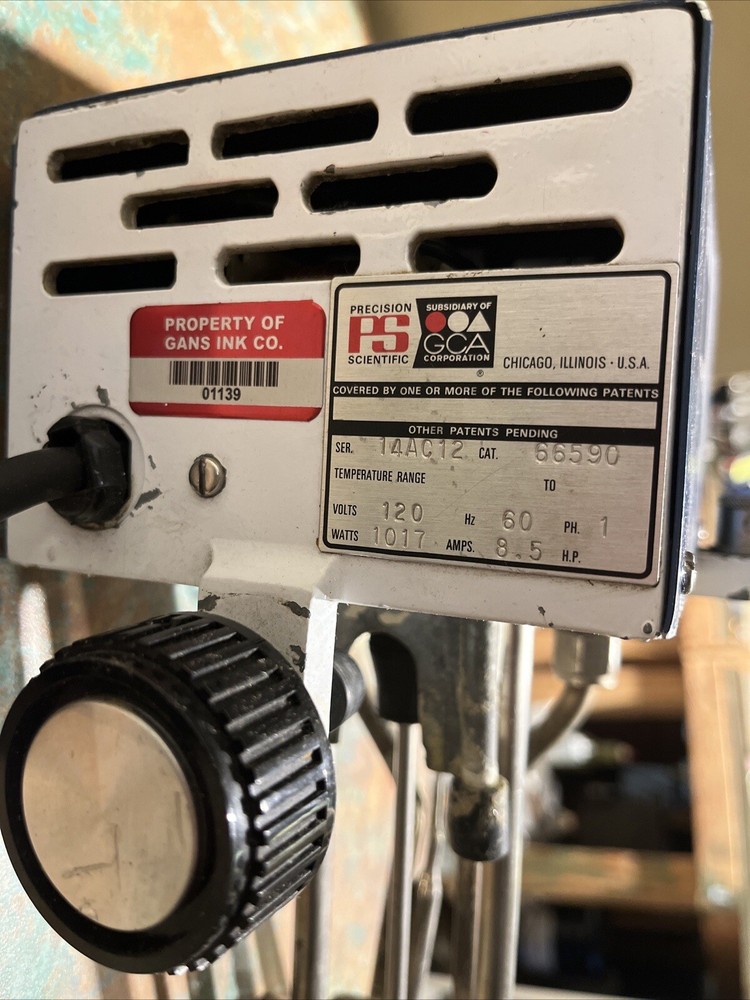 PROPERTY OF
GANS INK CO.
01139
PRECISION
PS
SCIENTIFIC
SUBSIDIARY OF
GCA
CORPORATION
®
CHICAGO, ILLINOIS · U.S.A.
COVERED BY ONE OR MORE OF THE FOLLOWING PATENTS
OTHER PATENTS PENDING
SER. 14AC12 CAT. 66590
TEMPERATURE RANGE TO
VOLTS 120 Hz 60 PH. 1
WATTS 1017 AMPS. 8.5 H.P.